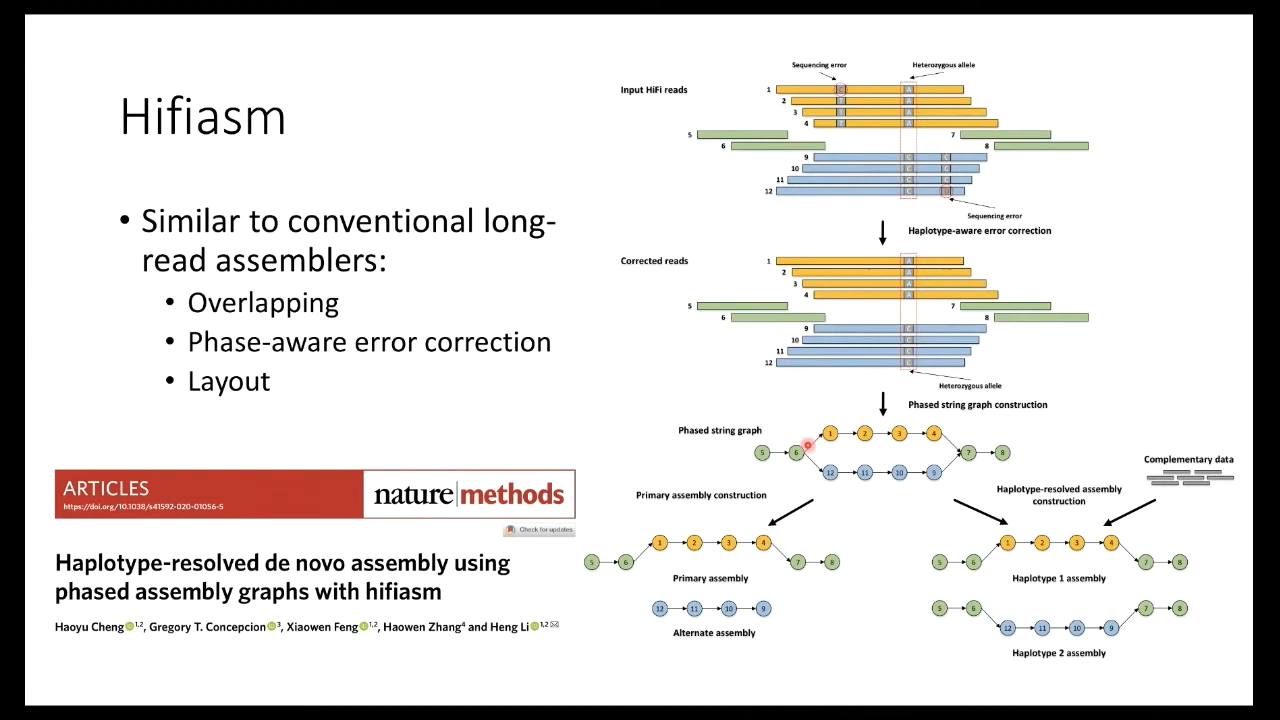 Hifiasm
• Similar to conventional long-
read assemblers:
• Overlapping
• Phase-aware error correction
• Layout
ARTICLES
https://doi.org/10.1038/s41592-020-01056-5
nature|methods
Check for updates
Haplotype-resolved de novo assembly using
phased assembly graphs with hifiasm
Haoyu Cheng 1,2, Gregory T. Concepcion 3, Xiaowen Feng 1,2, Haowen Zhang4 and Heng Li 1,2
Sequencing error
Heterozygous allele
Input HiFi reads
1 C A
2 T A
3 T A
4 T A
5 7
6 8
9 C C
10 C C
11 C C
12 C
Sequencing error
Haplotype-aware error correction
Corrected reads
1 A
2 A
3 A
4 A
5 7
6 8
9 C
10 C
11 C
12 C
Heterozygous allele
Phased string graph construction
Phased string graph
1 2 3 4
5 6 7 8
12 11 10 9
Complementary data
Primary assembly construction
Haplotype-resolved assembly
construction
1 2 3 4
5 6 7 8
Primary assembly
12 11 10 9
Alternate assembly
1 2 3 4
5 6 7 8
Haplotype 1 assembly
5 6 7 8
12 11 10 9
Haplotype 2 assembly